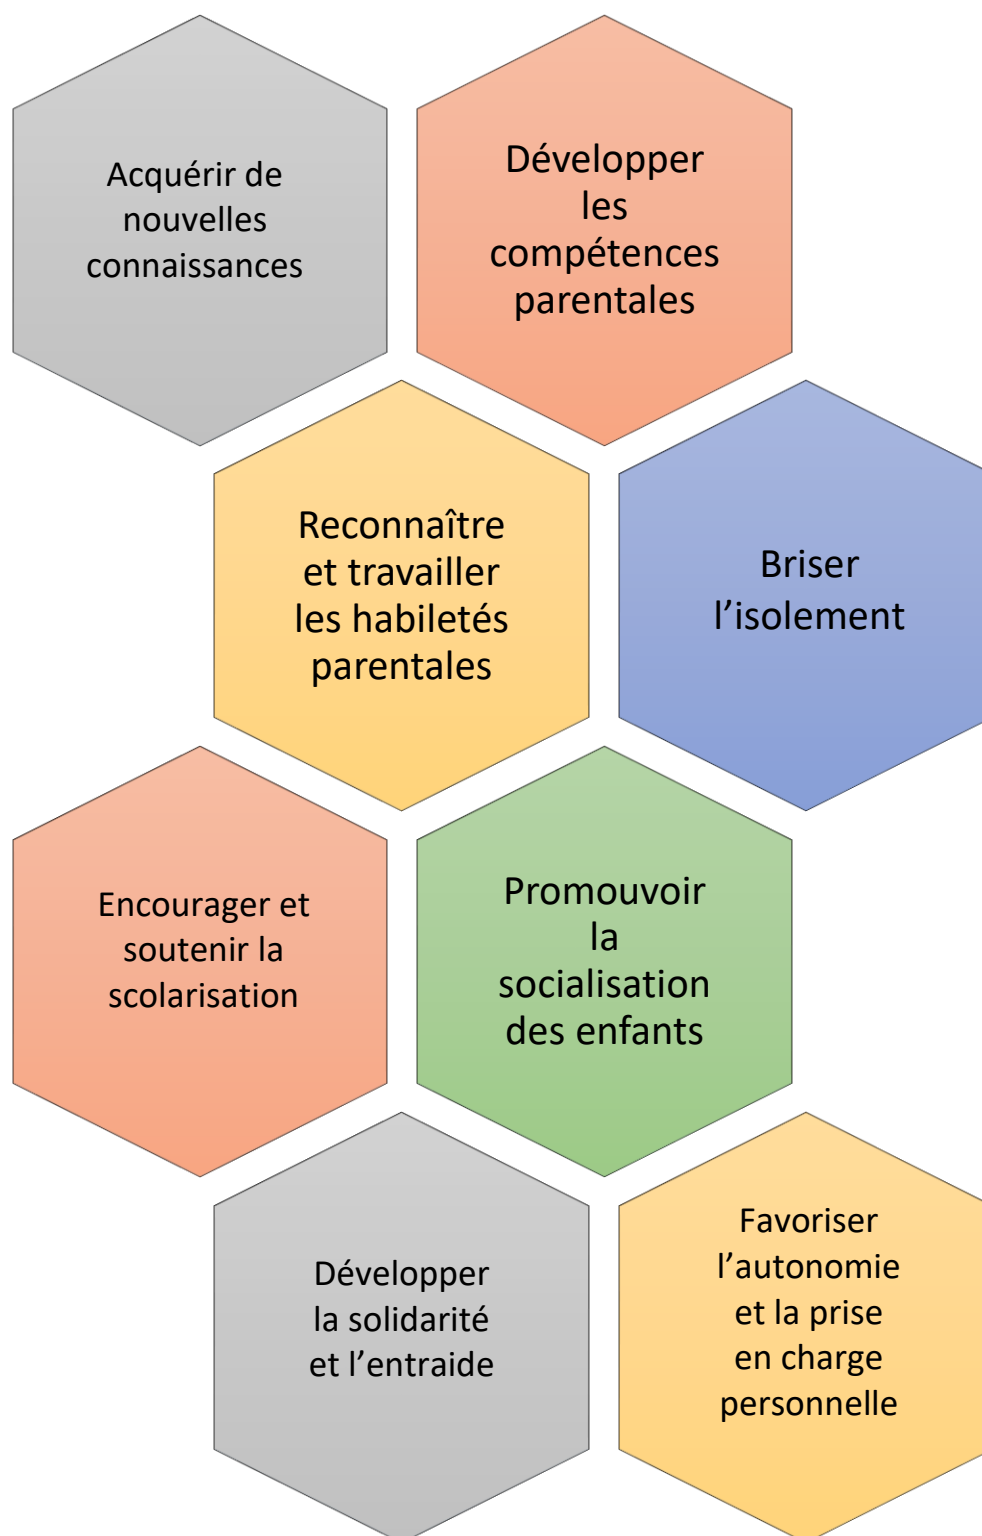 Acquérir de
nouvelles
connaissances
Développer
les
compétences
parentales
Reconnaître
et travailler
les habiletés
parentales
Briser
l’isolement
Encourager et
soutenir la
scolarisation
Promouvoir
la
socialisation
des enfants
Développer
la solidarité
et l’entraide
Favoriser
l’autonomie
et la prise
en charge
personnelle